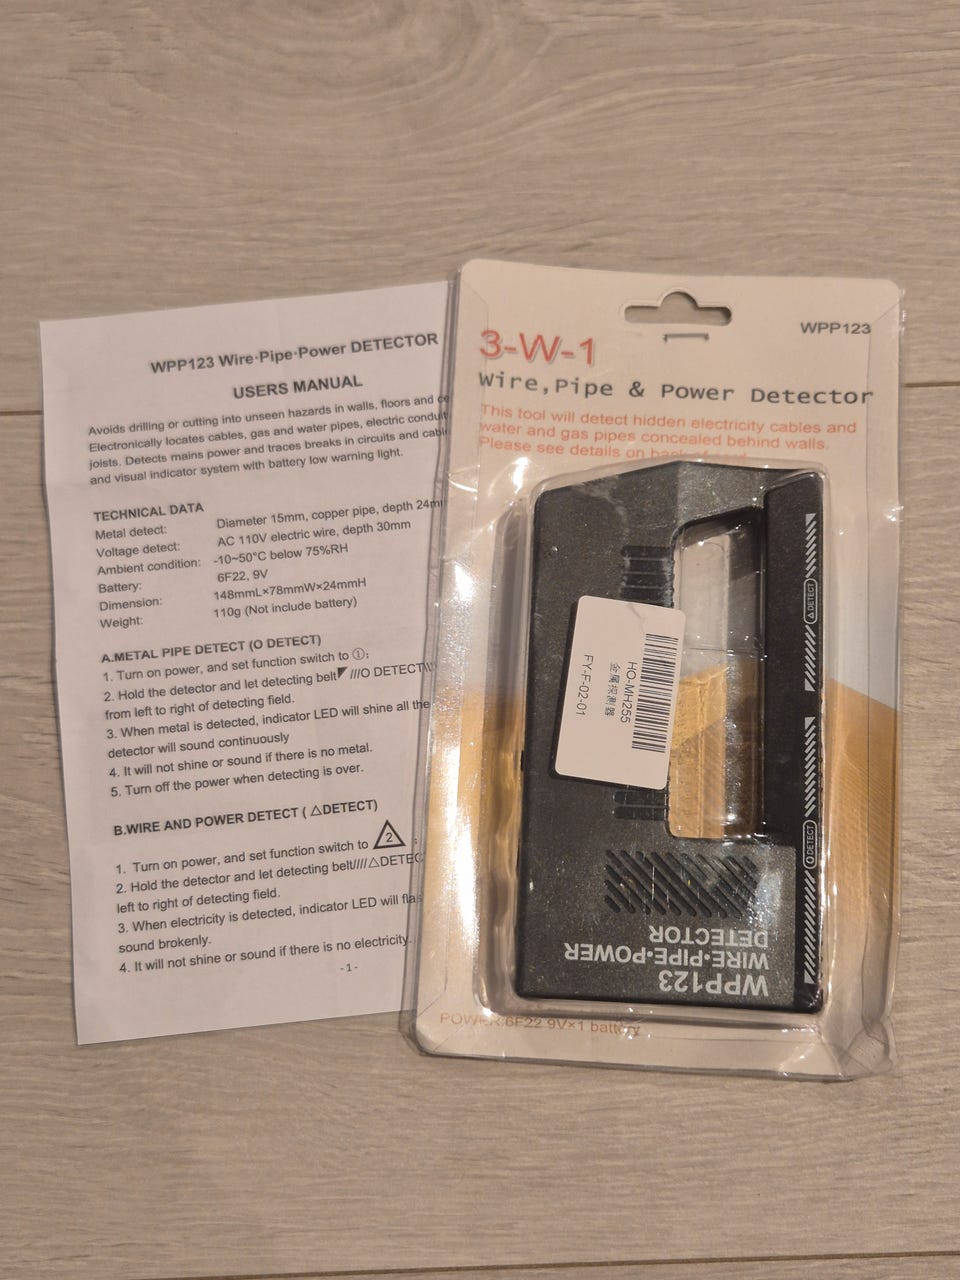 WPP123 Wire·Pipe·Power DETECTOR
USERS MANUAL
Avoids drilling or cutting into unseen hazards in walls, floors and
Electronically locates cables, gas and water pipes, electric conduit
joists. Detects mains power and traces breaks in circuits and
and visual indicator system with battery low warning light.
TECHNICAL DATA
Metal detect: Diameter 15mm, copper pipe, depth 24m
Voltage detect: AC 110V electric wire, depth 30mm
Ambient condition: -10~50°C below 75%RH
Battery: 6F22, 9V
Dimension: 148mmL×78mmW×24mmH
Weight: 110g (Not include battery)
A.METAL PIPE DETECT (O DETECT)
1. Turn on power, and set function switch to ①;
2. Hold the detector and let detecting belt◤///O DETECT\\\
from left to right of detecting field.
3. When metal is detected, indicator LED will shine all the
detector will sound continuously
4. It will not shine or sound if there is no metal.
5. Turn off the power when detecting is over.
B.WIRE AND POWER DETECT ( △DETECT)
1. Turn on power, and set function switch to 2 ;
2. Hold the detector and let detecting belt////△DETEC
left to right of detecting field.
3. When electricity is detected, indicator LED will fla
sound brokenly.
4. It will not shine or sound if there is no electricity.
-1-
WPP123
3-W-1
Wire,Pipe & Power Detector
This tool will detect hidden electricity cables and
water and gas pipes concealed behind walls.
Please see details on back of card.
△DETECT
HO-MH255
金属探測器
FY-F-02-01
O DETECT
WPP123
WIRE·PIPE·POWER
DETECTOR
POWER:6F22 9V×1 battery